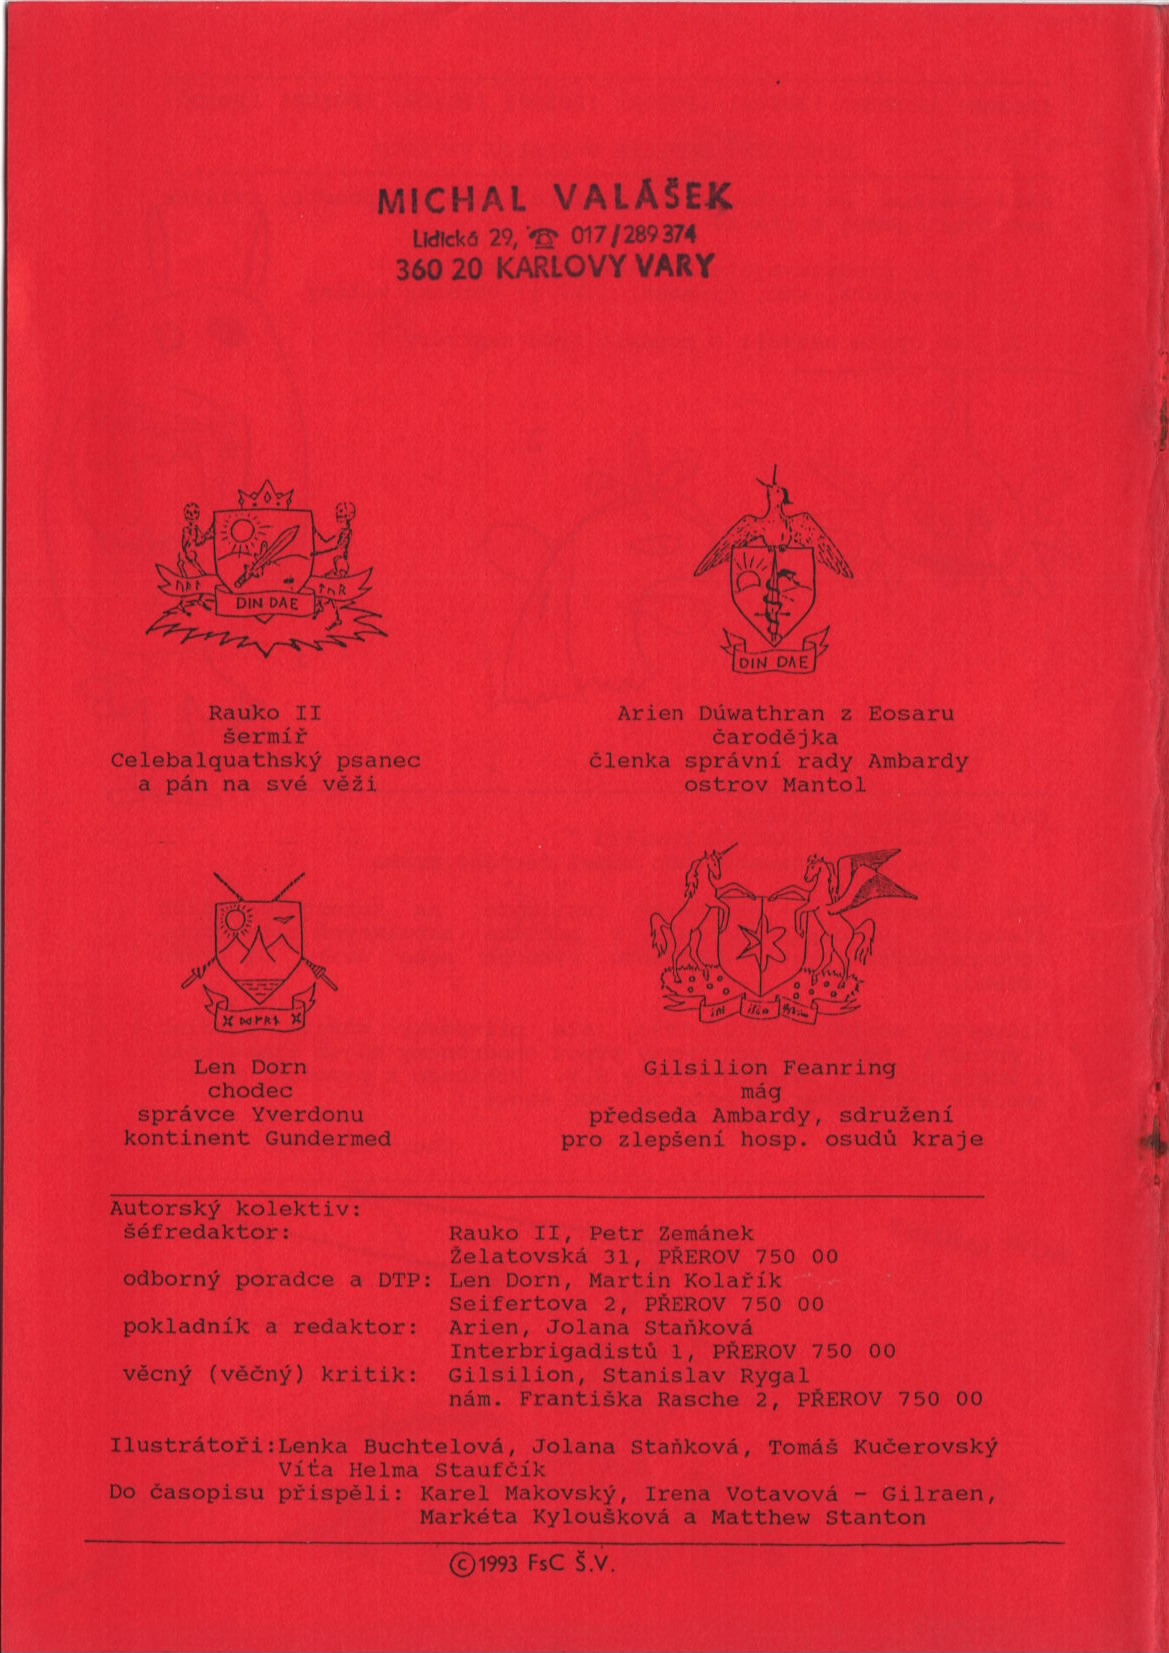 MICHAL VALÁŠEK
Lidická 29, ☎ 017/289 374
360 20 KARLOVY VARY
DIN DAE
DIN DAE
Rauko II
šermíř
Celebalquathský psanec
a pán na své věži
Arien Dúwathran z Eosaru
čarodějka
členka správní rady Ambardy
ostrov Mantol
Len Dorn
chodec
správce Yverdonu
kontinent Gundermed
Gilsilion Feanring
mág
předseda Ambardy, sdružení
pro zlepšení hosp. osudů kraje
Autorský kolektiv:
šéfredaktor: Rauko II, Petr Zemánek
Želatovská 31, PŘEROV 750 00
odborný poradce a DTP: Len Dorn, Martin Kolařík
Seifertova 2, PŘEROV 750 00
pokladník a redaktor: Arien, Jolana Staňková
Interbrigadistů 1, PŘEROV 750 00
věcný (věčný) kritik: Gilsilion, Stanislav Rygal
nám. Františka Rasche 2, PŘEROV 750 00
Ilustrátoři:Lenka Buchtelová, Jolana Staňková, Tomáš Kučerovský
Víťa Helma Staufčík
Do časopisu přispěli: Karel Makovský, Irena Votavová - Gilraen,
Markéta Kyloušková a Matthew Stanton
©1993 FsC Š.V.